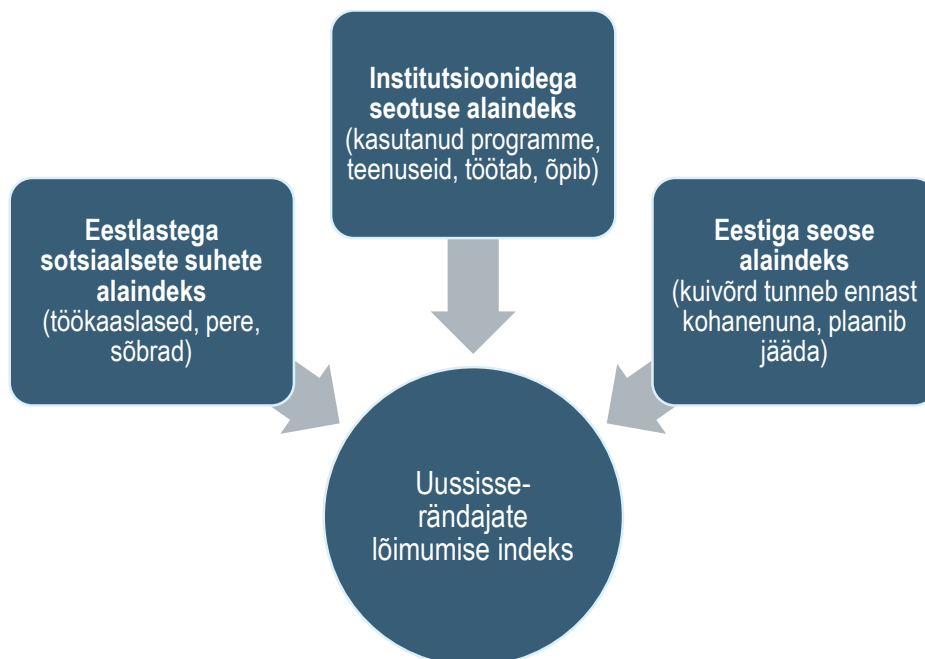 Institutsioonidega
seotuse alaindeks
(kasutanud programme,
teenuseid, töötab, õpib)
Eestlastega
sotsiaalsete suhete
alaindeks
(töökaaslased, pere,
sõbrad)
Eestiga seose
alaindeks
(kuivõrd tunneb ennast
kohanenuna, plaanib
jääda)
Uussisse-
rändajate
lõimumise indeks